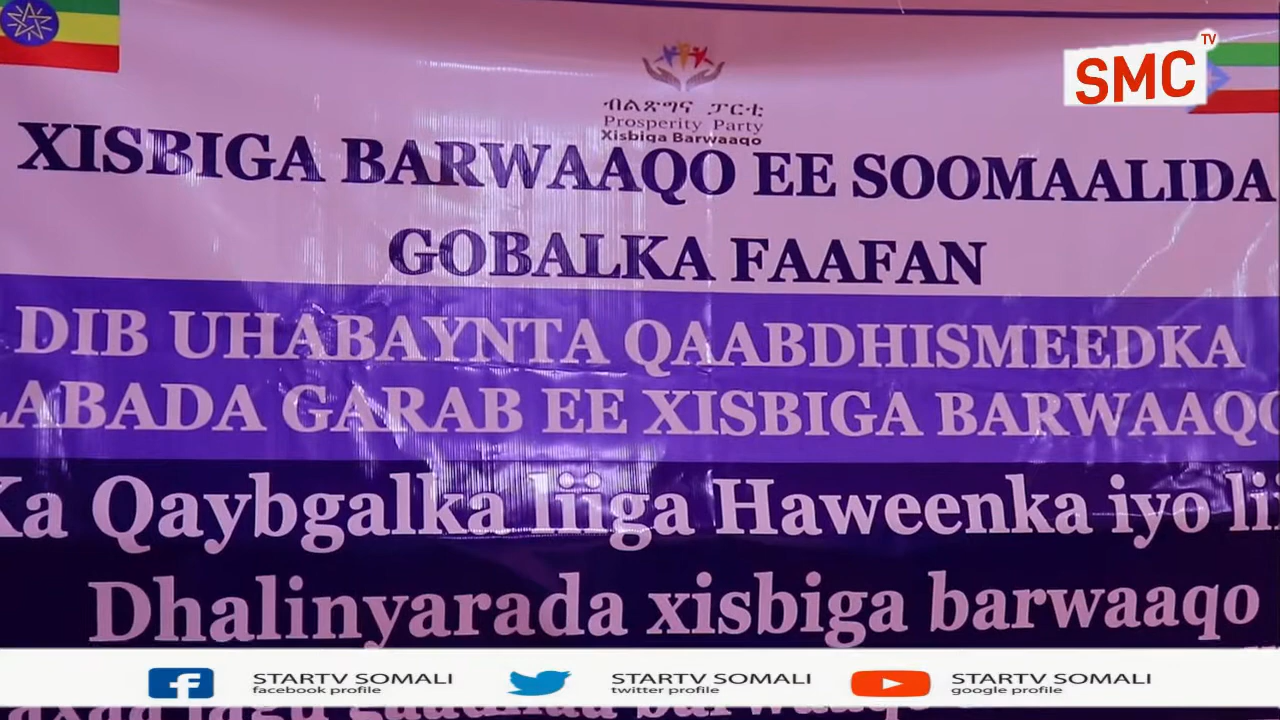 SMC TV
ብልጽግና ፓርቲ
Prosperity Party
Xisbiga Barwaaqo
XISBIGA BARWAAQO EE SOOMAALIDA
GOBALKA FAAFAN
DIB UHABAYNTA QAABDHISMEEDKA
LABADA GARAB EE XISBIGA BARWAAQO
Ka Qaybgalka liiga Haweenka iyo
Dhalinyarada xisbiga barwaaqo
barwaaqo
STARTV SOMALI
facebook profile
STARTV SOMALI
twitter profile
STARTV SOMALI
google profile